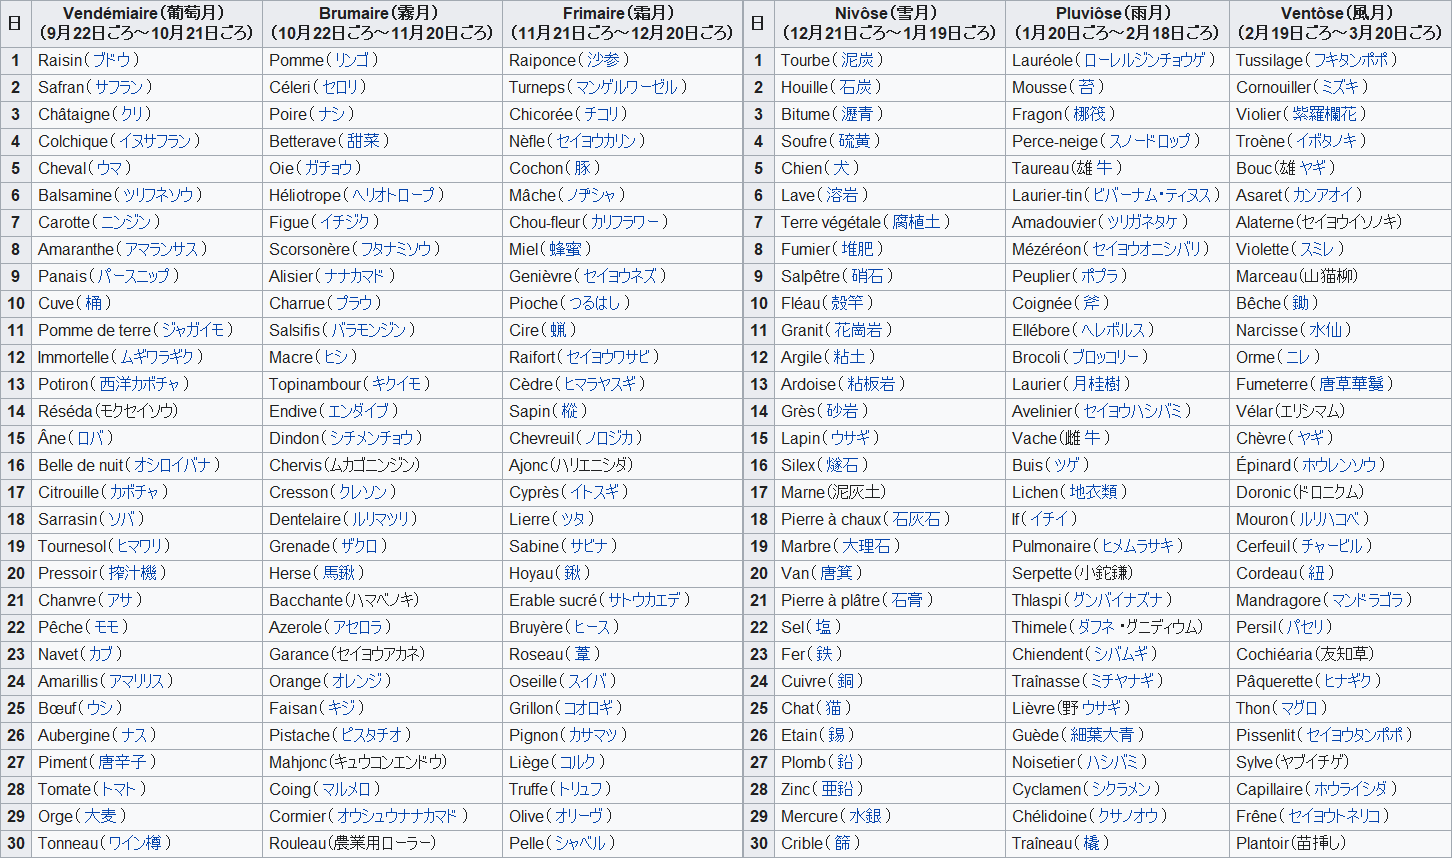 日 Vendémiaire（葡萄月） Brumaire（霧月） Frimaire（霜月） 日 Nivôse（雪月） Pluviôse（雨月） Ventôse（風月）
（9月22日ごろ～10月21日ごろ） （10月22日ごろ～11月20日ごろ） （11月21日ごろ～12月20日ごろ） （12月21日ごろ～1月19日ごろ） （1月20日ごろ～2月18日ごろ） （2月19日ごろ～3月20日ごろ）
1 Raisin（ブドウ） Pomme（リンゴ） Raiponce（沙参） 1 Tourbe（泥炭） Lauréole（ローレルジンチョウゲ） Tussilage（フキタンポポ）
2 Safran（サフラン） Céleri（セロリ） Turneps（マンゲルワーゼル） 2 Houille（石炭） Mousse（苔） Cornouiller（ミズキ）
3 Châtaigne（クリ） Poire（ナシ） Chicorée（チコリ） 3 Bitume（瀝青） Fragon（梛筏） Violier（紫羅欄花）
4 Colchique（イヌサフラン） Betterave（甜菜） Nèfle（セイヨウカリン） 4 Soufre（硫黄） Perce-neige（スノードロップ） Troène（イボタノキ）
5 Cheval（ウマ） Oie（ガチョウ） Cochon（豚） 5 Chien（犬） Taureau（雄牛） Bouc（雄ヤギ）
6 Balsamine（ツリフネソウ） Héliotrope（ヘリオトロープ） Mâche（ノヂシャ） 6 Lave（溶岩） Laurier-tin（ビバーナム・ティヌス） Asaret（カンアオイ）
7 Carotte（ニンジン） Figue（イチジク） Chou-fleur（カリフラワー） 7 Terre végétale（腐植土） Amadouvier（ツリガネタケ） Alaterne（セイヨウイソノキ）
8 Amaranthe（アマランサス） Scorsonère（フタナミソウ） Miel（蜂蜜） 8 Fumier（堆肥） Mézéréon（セイヨウオニシバリ） Violette（スミレ）
9 Panais（パースニップ） Alisier（ナナカマド） Genièvre（セイヨウネズ） 9 Salpêtre（硝石） Peuplier（ポプラ） Marceau（山猫柳）
10 Cuve（桶） Charrue（プラウ） Pioche（つるはし） 10 Fléau（殻竿） Coignée（斧） Bêche（鋤）
11 Pomme de terre（ジャガイモ） Salsifis（バラモンジン） Cire（蝋） 11 Granit（花崗岩） Ellébore（ヘレボルス） Narcisse（水仙）
12 Immortelle（ムギワラギク） Macre（ヒシ） Raifort（セイヨウワサビ） 12 Argile（粘土） Brocoli（ブロッコリー） Orme（ニレ）
13 Potiron（西洋カボチャ） Topinambour（キクイモ） Cèdre（ヒマラヤスギ） 13 Ardoise（粘板岩） Laurier（月桂樹） Fumeterre（唐草華鬘）
14 Réséda（モクセイソウ） Endive（エンダイブ） Sapin（樅） 14 Grès（砂岩） Avelinier（セイヨウハシバミ） Vélar（エリシマム）
15 Âne（ロバ） Dindon（シチメンチョウ） Chevreuil（ノロジカ） 15 Lapin（ウサギ） Vache（雌牛） Chèvre（ヤギ）
16 Belle de nuit（オシロイバナ） Chervis（ムカゴニンジン） Ajonc（ハリエニシダ） 16 Silex（燧石） Buis（ツゲ） Épinard（ホウレンソウ）
17 Citrouille（カボチャ） Cresson（クレソン） Cyprès（イトスギ） 17 Marne（泥灰土） Lichen（地衣類） Doronic（ドロニクム）
18 Sarrasin（ソバ） Dentelaire（ルリマツリ） Lierre（ツタ） 18 Pierre à chaux（石灰石） If（イチイ） Mouron（ルリハコベ）
19 Tournesol（ヒマワリ） Grenade（ザクロ） Sabine（サビナ） 19 Marbre（大理石） Pulmonaire（ヒメムラサキ） Cerfeuil（チャービル）
20 Pressoir（搾汁機） Herse（馬鍬） Hoyau（鍬） 20 Van（唐箕） Serpette（小鉈鎌） Cordeau（紐）
21 Chanvre（アサ） Bacchante（ハマベノキ） Erable sucré（サトウカエデ） 21 Pierre à plâtre（石膏） Thlaspi（グンバイナズナ） Mandragore（マンドラゴラ）
22 Pêche（モモ） Azerole（アセロラ） Bruyère（ヒース） 22 Sel（塩） Thimele（ダフネ・グニディウム） Persil（パセリ）
23 Navet（カブ） Garance（セイヨウアカネ） Roseau（葦） 23 Fer（鉄） Chiendent（シバムギ） Cochiéaria（友知草）
24 Amarillis（アマリリス） Orange（オレンジ） Oseille（スイバ） 24 Cuivre（銅） Traînasse（ミチヤナギ） Pâquerette（ヒナギク）
25 Bœuf（ウシ） Faisan（キジ） Grillon（コオロギ） 25 Chat（猫） Lièvre（野ウサギ） Thon（マグロ）
26 Aubergine（ナス） Pistache（ピスタチオ） Pignon（カサマツ） 26 Etain（錫） Guède（細葉大青） Pissenlit（セイヨウタンポポ）
27 Piment（唐辛子） Mahjonc（キュウコンエンドウ） Liège（コルク） 27 Plomb（鉛） Noisetier（ハシバミ） Sylve（ヤブイチゲ）
28 Tomate（トマト） Coing（マルメロ） Truffe（トリュフ） 28 Zinc（亜鉛） Cyclamen（シクラメン） Capillaire（ホウライシダ）
29 Orge（大麦） Cormier（オウシュウナナカマド） Olive（オリーヴ） 29 Mercure（水銀） Chélidoine（クサノオウ） Frêne（セイヨウトネリコ）
30 Tonneau（ワイン樽） Rouleau（農業用ローラー） Pelle（シャベル） 30 Crible（篩） Traîneau（橇） Plantoir（苗挿し）